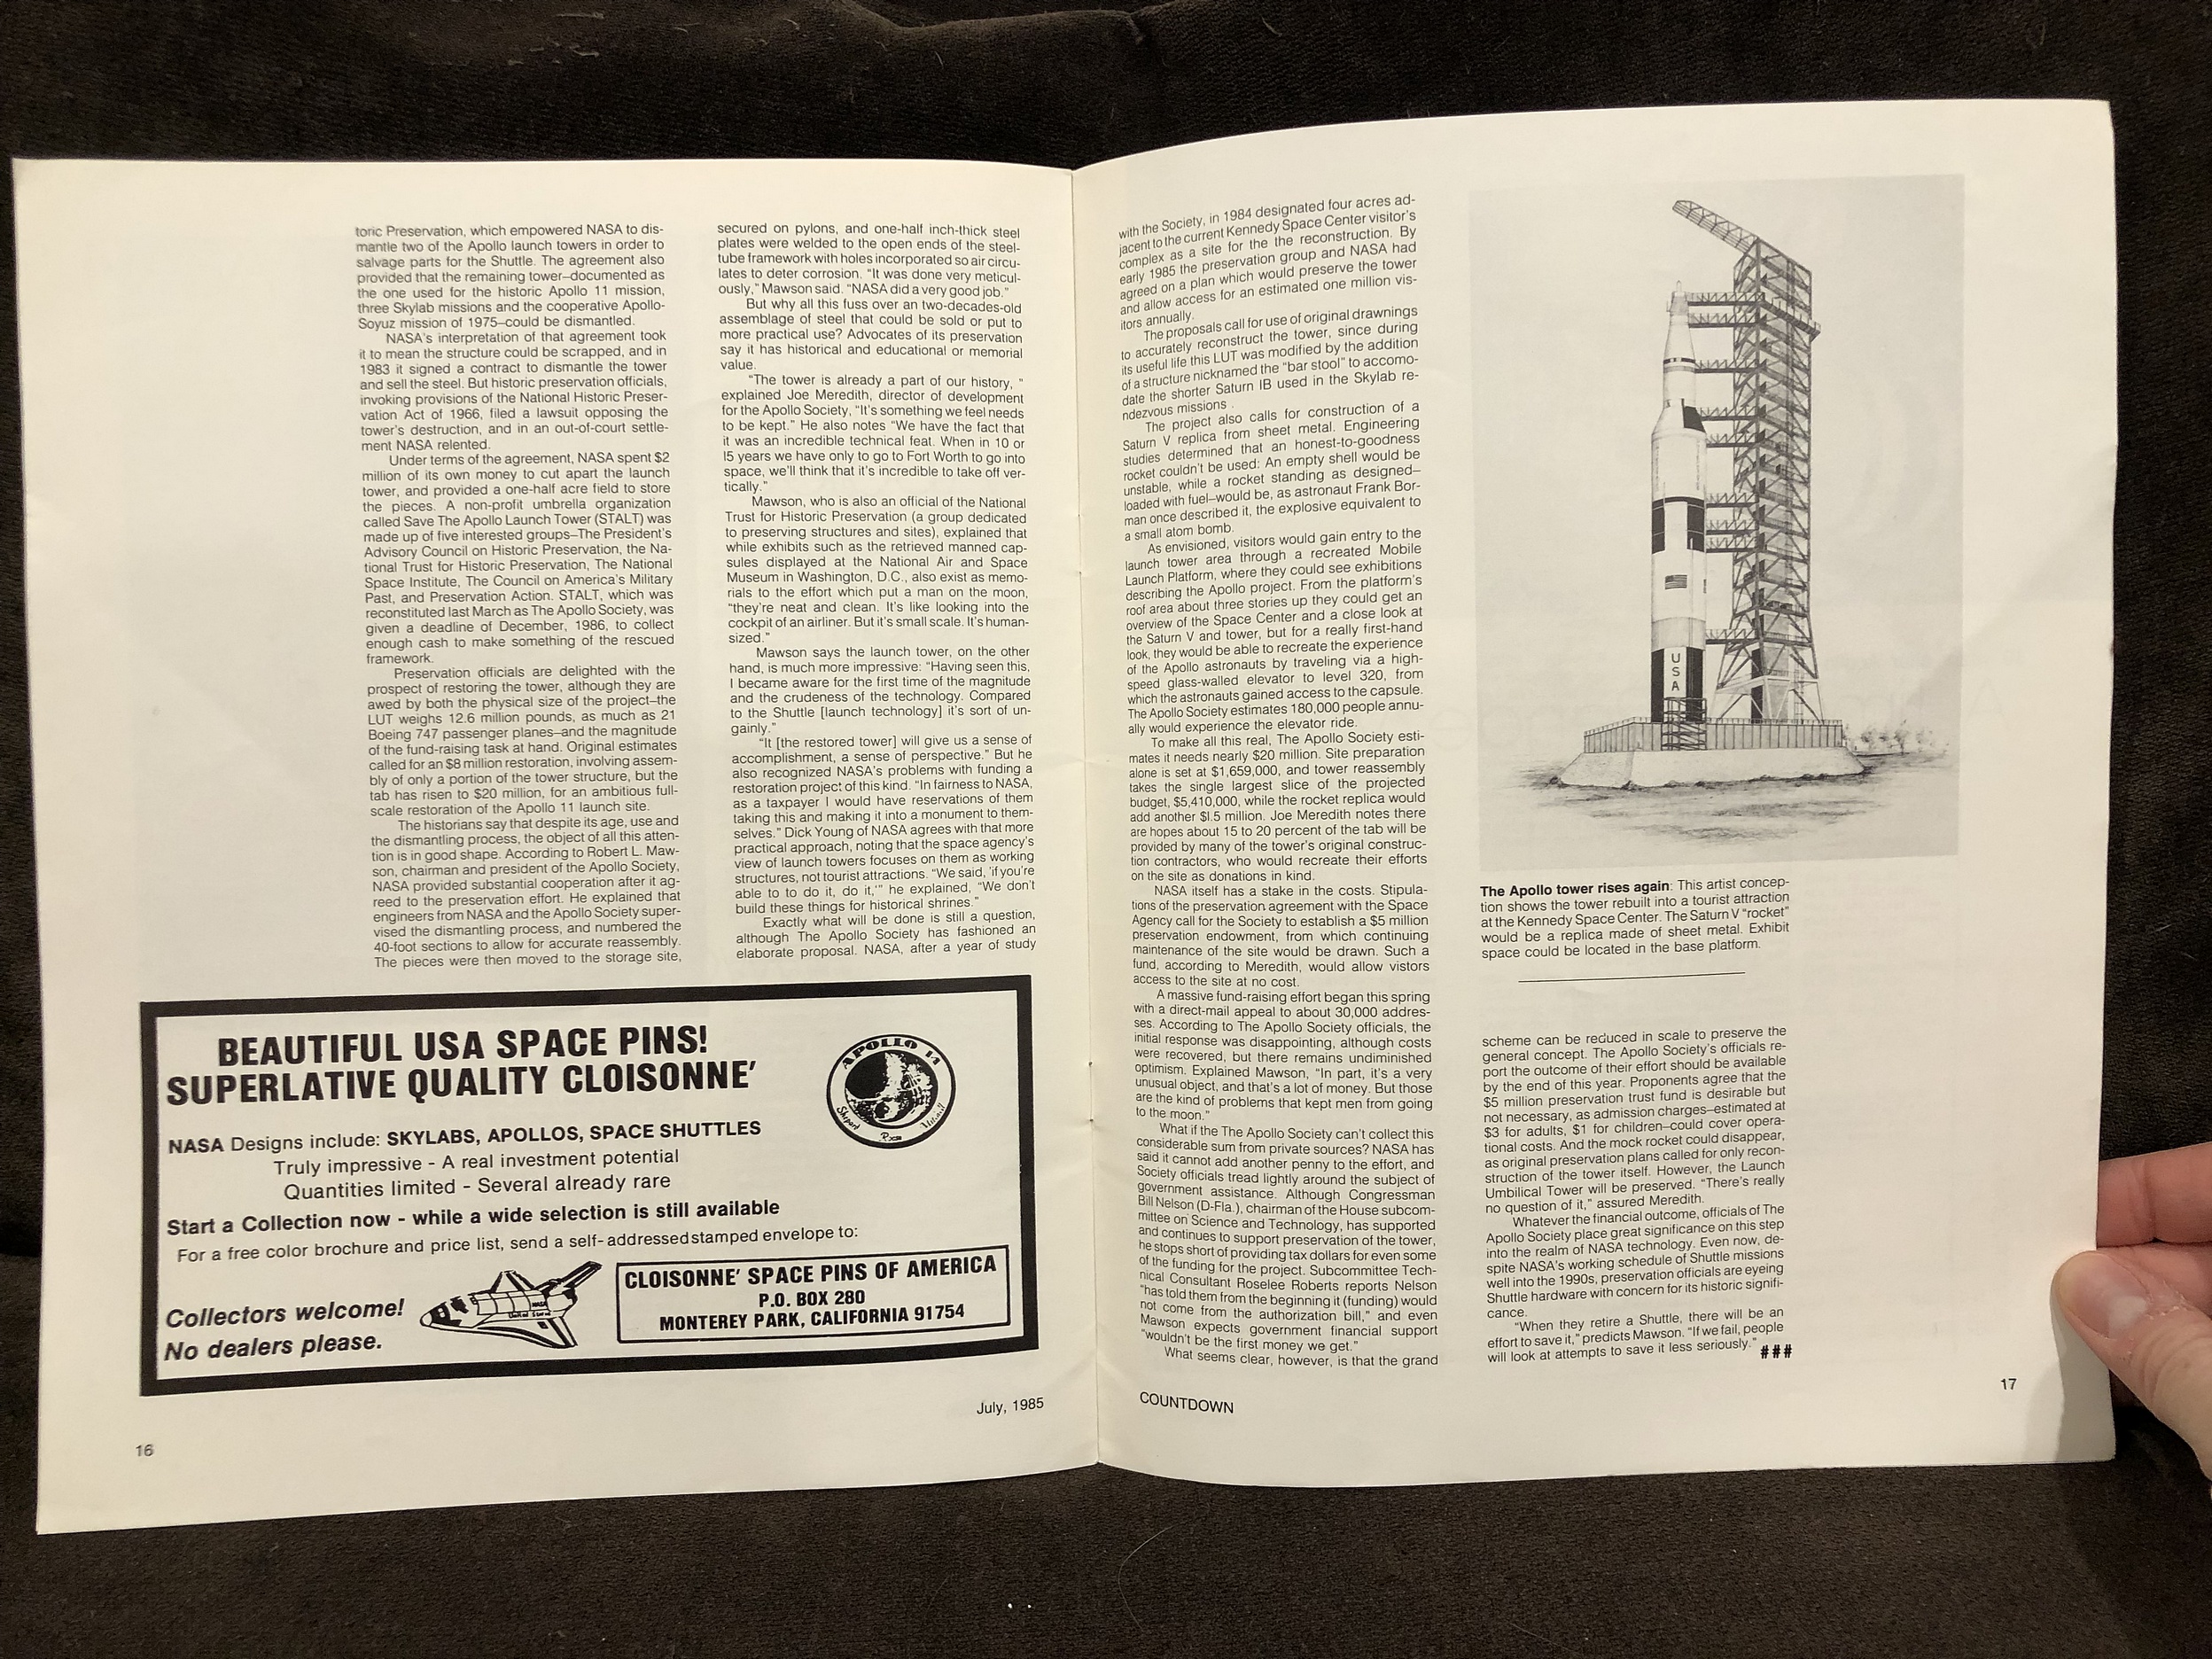 toric Preservation, which empowered NASA to dis-
mantle two of the Apollo launch towers in order to
salvage parts for the Shuttle. The agreement also
provided that the remaining tower–documented as
the one used for the historic Apollo 11 mission,
three Skylab missions and the cooperative Apollo-
Soyuz mission of 1975–could be dismantled.
NASA's interpretation of that agreement took
it to mean the structure could be scrapped, and in
1983 it signed a contract to dismantle the tower
and sell the steel. But historic preservation officials,
invoking provisions of the National Historic Preser-
vation Act of 1966, filed a lawsuit opposing the
tower's destruction, and in an out-of-court settle-
ment NASA relented.
Under terms of the agreement, NASA spent $2
million of its own money to cut apart the launch
tower, and provided a one-half acre field to store
the pieces. A non-profit umbrella organization
called Save The Apollo Launch Tower (STALT) was
made up of five interested groups–The President's
Advisory Council on Historic Preservation, the Na-
tional Trust for Historic Preservation, The National
Space Institute, The Council on America's Military
Past, and Preservation Action. STALT, which was
reconstituted last March as The Apollo Society, was
given a deadline of December, 1986, to collect
enough cash to make something of the rescued
framework.
Preservation officials are delighted with the
prospect of restoring the tower, although they are
awed by both the physical size of the project–the
LUT weighs 12.6 million pounds, as much as 21
Boeing 747 passenger planes–and the magnitude
of the fund-raising task at hand. Original estimates
called for an $8 million restoration, involving assem-
bly of only a portion of the tower structure, but the
tab has risen to $20 million, for an ambitious full-
scale restoration of the Apollo 11 launch site.
The historians say that despite its age, use and
the dismantling process, the object of all this atten-
tion is in good shape. According to Robert L. Maw-
son, chairman and president of the Apollo Society,
NASA provided substantial cooperation after it ag-
reed to the preservation effort. He explained that
engineers from NASA and the Apollo Society super-
vised the dismantling process, and numbered the
40-foot sections to allow for accurate reassembly.
The pieces were then moved to the storage site,
secured on pylons, and one-half inch-thick steel
plates were welded to the open ends of the steel-
tube framework with holes incorporated so air circu-
lates to deter corrosion. "It was done very meticul-
ously," Mawson said. "NASA did a very good job."
But why all this fuss over an two-decades-old
assemblage of steel that could be sold or put to
more practical use? Advocates of its preservation
say it has historical and educational or memorial
value.
"The tower is already a part of our history, "
explained Joe Meredith, director of development
for the Apollo Society, "It's something we feel needs
to be kept." He also notes "We have the fact that
it was an incredible technical feat. When in 10 or
l5 years we have only to go to Fort Worth to go into
space, we'll think that it's incredible to take off ver-
tically."
Mawson, who is also an official of the National
Trust for Historic Preservation (a group dedicated
to preserving structures and sites), explained that
while exhibits such as the retrieved manned cap-
sules displayed at the National Air and Space
Museum in Washington, D.C., also exist as memo-
rials to the effort which put a man on the moon,
"they're neat and clean. It's like looking into the
cockpit of an airliner. But it's small scale. It's human-
sized."
Mawson says the launch tower, on the other
hand, is much more impressive: "Having seen this,
I became aware for the first time of the magnitude
and the crudeness of the technology. Compared
to the Shuttle [launch technology] it's sort of un-
gainly."
"It [the restored tower] will give us a sense of
accomplishment, a sense of perspective." But he
also recognized NASA's problems with funding a
restoration project of this kind. "In fairness to NASA,
as a taxpayer I would have reservations of them
taking this and making it into a monument to them-
selves." Dick Young of NASA agrees with that more
practical approach, noting that the space agency's
view of launch towers focuses on them as working
structures, not tourist attractions. "We said, 'if you're
able to to do it, do it,'" he explained, "We don't
build these things for historical shrines."
Exactly what will be done is still a question,
although The Apollo Society has fashioned an
elaborate proposal. NASA, after a year of study
BEAUTIFUL USA SPACE PINS!
SUPERLATIVE QUALITY CLOISONNE'
APOLLO 14
Shepard Roosa Mitchell
NASA Designs include: SKYLABS, APOLLOS, SPACE SHUTTLES
Truly impressive - A real investment potential
Quantities limited - Several already rare
Start a Collection now - while a wide selection is still available
For a free color brochure and price list, send a self-addressed stamped envelope to:
Collectors welcome!
No dealers please.
NASA
United States
CLOISONNE' SPACE PINS OF AMERICA
P.O. BOX 280
MONTEREY PARK, CALIFORNIA 91754
July, 1985
16
with the Society, in 1984 designated four acres ad-
jacent to the current Kennedy Space Center visitor's
complex as a site for the the reconstruction. By
early 1985 the preservation group and NASA had
agreed on a plan which would preserve the tower
and allow access for an estimated one million vis-
itors annually.
The proposals call for use of original drawnings
to accurately reconstruct the tower, since during
its useful life this LUT was modified by the addition
of a structure nicknamed the "bar stool" to accomo-
date the shorter Saturn IB used in the Skylab re-
ndezvous missions .
The project also calls for construction of a
Saturn V replica from sheet metal. Engineering
studies determined that an honest-to-goodness
rocket couldn't be used: An empty shell would be
unstable, while a rocket standing as designed–
loaded with fuel–would be, as astronaut Frank Bor-
man once described it, the explosive equivalent to
a small atom bomb.
As envisioned, visitors would gain entry to the
launch tower area through a recreated Mobile
Launch Platform, where they could see exhibitions
describing the Apollo project. From the platform's
roof area about three stories up they could get an
overview of the Space Center and a close look at
the Saturn V and tower, but for a really first-hand
look, they would be able to recreate the experience
of the Apollo astronauts by traveling via a high-
speed glass-walled elevator to level 320, from
which the astronauts gained access to the capsule.
The Apollo Society estimates 180,000 people annu-
ally would experience the elevator ride.
To make all this real, The Apollo Society esti-
mates it needs nearly $20 million. Site preparation
alone is set at $1,659,000, and tower reassembly
takes the single largest slice of the projected
budget, $5,410,000, while the rocket replica would
add another $l.5 million. Joe Meredith notes there
are hopes about 15 to 20 percent of the tab will be
provided by many of the tower's original construc-
tion contractors, who would recreate their efforts
on the site as donations in kind.
NASA itself has a stake in the costs. Stipula-
tions of the preservation agreement with the Space
Agency call for the Society to establish a $5 million
preservation endowment, from which continuing
maintenance of the site would be drawn. Such a
fund, according to Meredith, would allow vistors
access to the site at no cost.
A massive fund-raising effort began this spring
with a direct-mail appeal to about 30,000 addres-
ses. According to The Apollo Society officials, the
initial response was disappointing, although costs
were recovered, but there remains undiminished
optimism. Explained Mawson, "In part, it's a very
unusual object, and that's a lot of money. But those
are the kind of problems that kept men from going
to the moon."
What if the The Apollo Society can't collect this
considerable sum from private sources? NASA has
said it cannot add another penny to the effort, and
Society officials tread lightly around the subject of
government assistance. Although Congressman
Bill Nelson (D-Fla.), chairman of the House subcom-
mittee on Science and Technology, has supported
and continues to support preservation of the tower,
he stops short of providing tax dollars for even some
of the funding for the project. Subcommittee Tech-
nical Consultant Roselee Roberts reports Nelson
"has told them from the beginning it (funding) would
not come from the authorization bill," and even
Mawson expects government financial support
"wouldn't be the first money we get."
What seems clear, however, is that the grand
USA
The Apollo tower rises again: This artist concep-
tion shows the tower rebuilt into a tourist attraction
at the Kennedy Space Center. The Saturn V "rocket"
would be a replica made of sheet metal. Exhibit
space could be located in the base platform.
scheme can be reduced in scale to preserve the
general concept. The Apollo Society's officials re-
port the outcome of their effort should be available
by the end of this year. Proponents agree that the
$5 million preservation trust fund is desirable but
not necessary, as admission charges–estimated at
$3 for adults, $1 for children–could cover opera-
tional costs. And the mock rocket could disappear,
as original preservation plans called for only recon-
struction of the tower itself. However, the Launch
Umbilical Tower will be preserved. "There's really
no question of it," assured Meredith.
Whatever the financial outcome, officials of The
Apollo Society place great significance on this step
into the realm of NASA technology. Even now, de-
spite NASA's working schedule of Shuttle missions
well into the 1990s, preservation officials are eyeing
Shuttle hardware with concern for its historic signifi-
cance.
"When they retire a Shuttle, there will be an
effort to save it," predicts Mawson. "If we fail, people
will look at attempts to save it less seriously." ###
COUNTDOWN
17